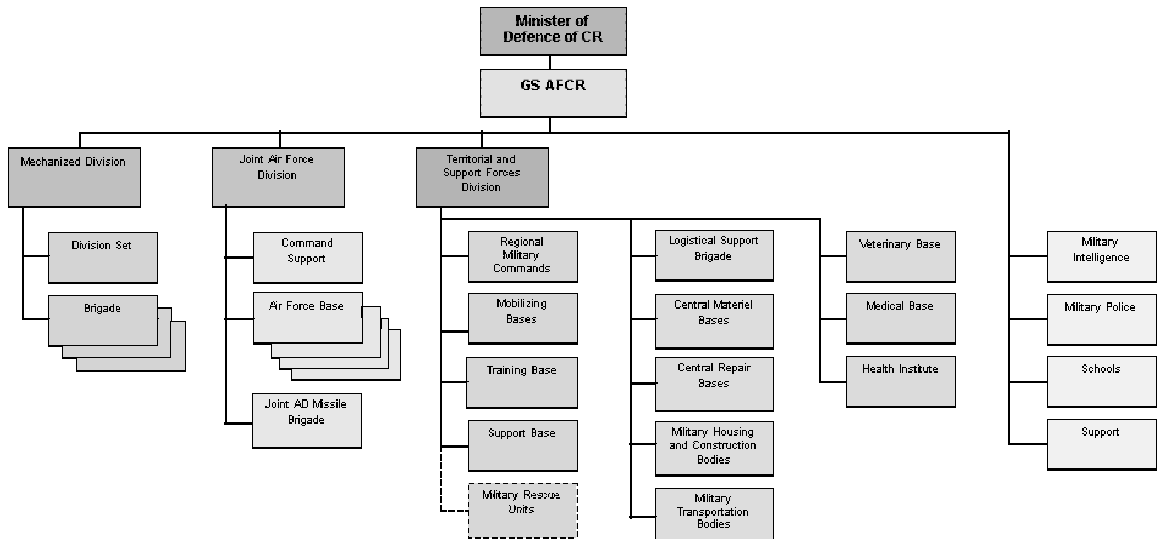 Minister of
Defence of CR
GS AFCR
Mechanized Division
Division Set
Brigade
Joint Air Force
Division
Command
Support
Air Force Base
Joint AD Missile
Brigade
Territorial and
Support Forces
Division
Regional
Military
Commands
Mobilizing
Bases
Training Base
Support Base
Military Rescue
Units
Logistical Support
Brigade
Central Materiel
Bases
Central Repair
Bases
Military Housing
and Construction
Bodies
Military
Transportation
Bodies
Veterinary Base
Medical Base
Health Institute
Military
Intelligence
Military Police
Schools
Support